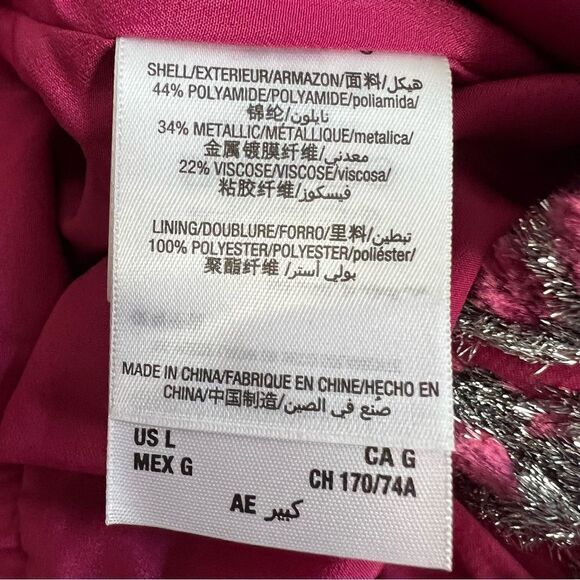 SHELL/EXTERIEUR/ARMAZON/面料/هيكل
44% POLYAMIDE/POLYAMIDE/poliamida/
锦纶/نايلون
34% METALLIC/MÉTALLIQUE/metalica/
金属镀膜纤维/معدني
22% VISCOSE/VISCOSE/viscosa/
粘胶纤维/فيسكوز
LINING/DOUBLURE/FORRO/里料/تبطين
100% POLYESTER/POLYESTER/poliéster/
聚酯纤维/بولي أستر
MADE IN CHINA/FABRIQUE EN CHINE/HECHO EN
CHINA/中国制造/صنع في الصين
US L CA G
MEX G CH 170/74A
AE كبير